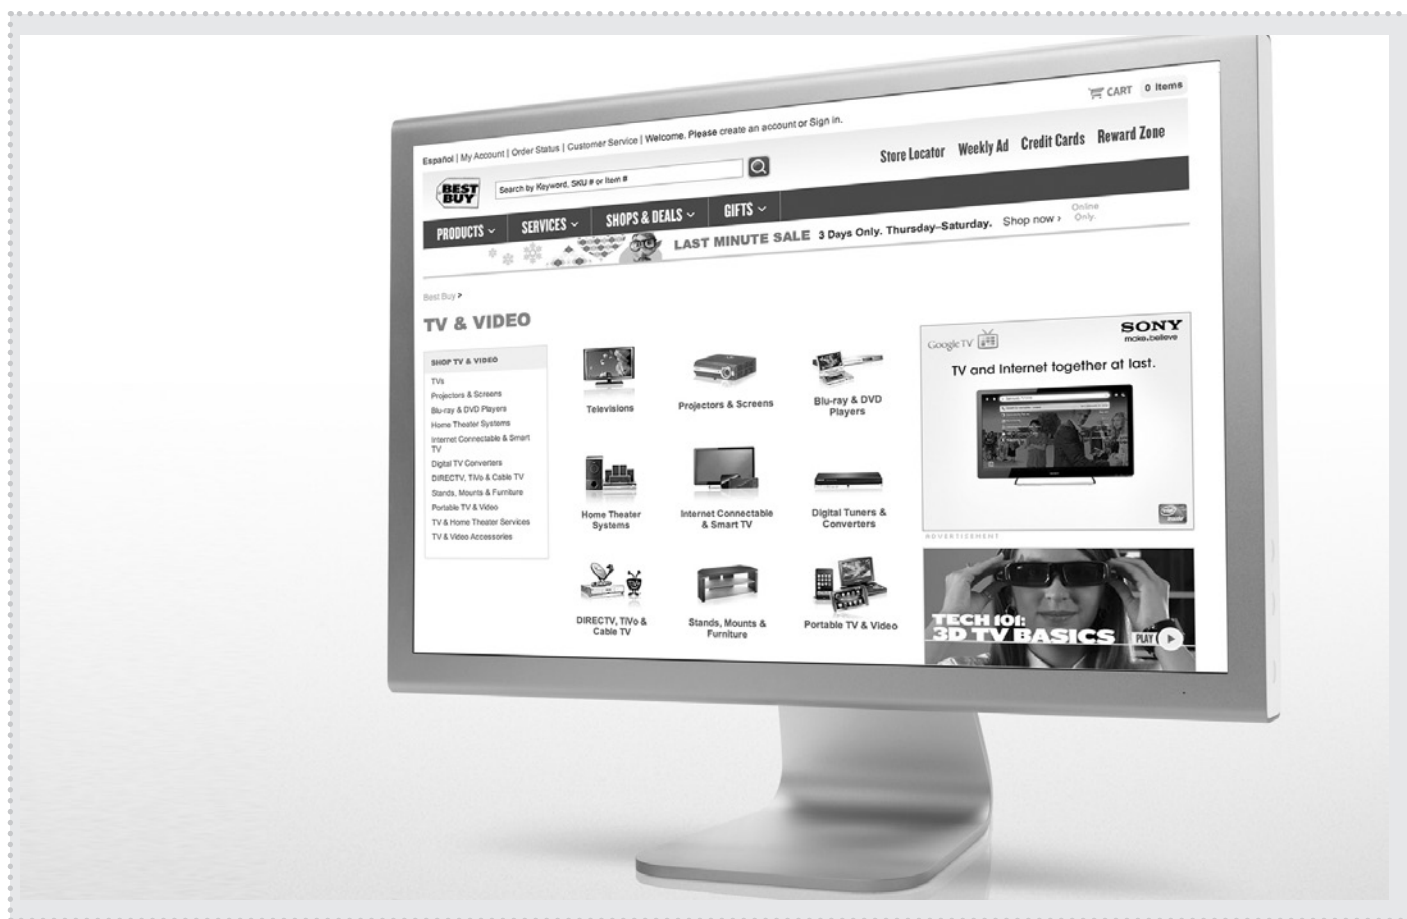 CART 0 Items
Español | My Account | Order Status | Customer Service | Welcome. Please create an account or Sign in.
Store Locator Weekly Ad Credit Cards Reward Zone
BEST
BUY
Search by Keyword, SKU # or Item #
PRODUCTS SERVICES SHOPS & DEALS GIFTS
LAST MINUTE SALE 3 Days Only. Thursday–Saturday. Shop now ›
Online
Only.
Best Buy >
TV & VIDEO
SHOP TV & VIDEO
TVs
Projectors & Screens
Blu-ray & DVD Players
Home Theater Systems
Internet Connectable & Smart
TV
Digital TV Converters
DIRECTV, TiVo & Cable TV
Stands, Mounts & Furniture
Portable TV & Video
TV & Home Theater Services
TV & Video Accessories
Televisions
Projectors & Screens
Blu-ray & DVD
Players
Home Theater
Systems
Internet Connectable
& Smart TV
Digital Tuners &
Converters
DIRECTV, TiVo &
Cable TV
Stands, Mounts &
Furniture
Portable TV & Video
Google TV
SONY
make.believe
TV and Internet together at last.
ADVERTIZEMENT
TECH 101:
3D TV BASICS
PLAY